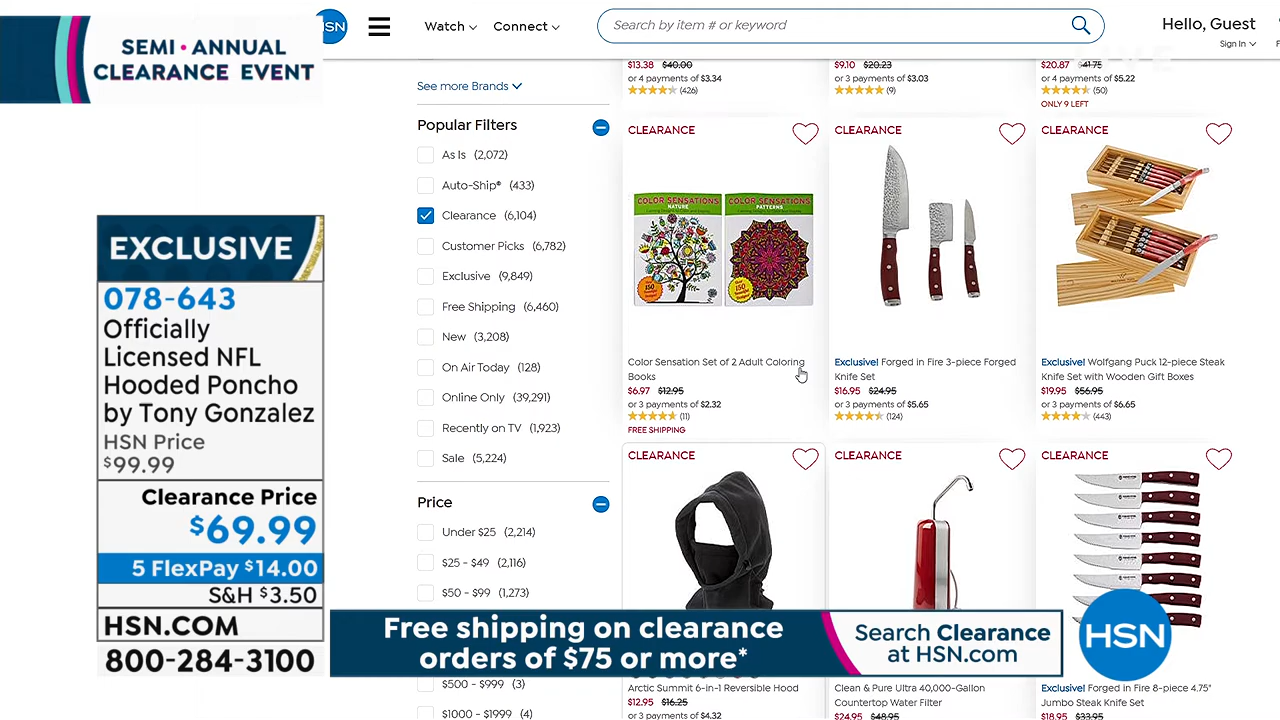 SEMI • ANNUAL
CLEARANCE EVENT
HSN
Watch
Connect
Search by item # or keyword
Hello, Guest
Sign In
LIVE
EXCLUSIVE
078-643
Officially
Licensed NFL
Hooded Poncho
by Tony Gonzalez
HSN Price
$99.99
Clearance Price
$69.99
5 FlexPay $14.00
S&H $3.50
HSN.COM
800-284-3100
See more Brands
Popular Filters
As Is (2,072)
Auto-Ship® (433)
Clearance (6,104)
Customer Picks (6,782)
Exclusive (9,849)
Free Shipping (6,460)
New (3,208)
On Air Today (128)
Online Only (39,291)
Recently on TV (1,923)
Sale (5,224)
Price
Under $25 (2,214)
$25 - $49 (2,116)
$50 - $99 (1,273)
$500 - $999 (3)
$1000 - $1999 (4)
$13.38 $40.00
or 4 payments of $3.34
(426)
$9.10 $20.23
or 3 payments of $3.03
(9)
$20.87 $41.75
or 4 payments of $5.22
(50)
ONLY 9 LEFT
CLEARANCE
COLOR SENSATIONS
NATURE
COLOR SENSATIONS
PATTERNS
Color Sensation Set of 2 Adult Coloring
Books
$6.97 $12.95
or 3 payments of $2.32
(11)
FREE SHIPPING
CLEARANCE
Exclusive! Forged in Fire 3-piece Forged
Knife Set
$16.95 $24.95
or 3 payments of $5.65
(124)
CLEARANCE
Exclusive! Wolfgang Puck 12-piece Steak
Knife Set with Wooden Gift Boxes
$19.95 $56.95
or 3 payments of $6.65
(443)
CLEARANCE
Arctic Summit 6-in-1 Reversible Hood
$12.95 $16.25
or 3 payments of $4.32
CLEARANCE
Clean & Pure Ultra 40,000-Gallon
Countertop Water Filter
$24.95 $48.95
CLEARANCE
Exclusive! Forged in Fire 8-piece 4.75"
Jumbo Steak Knife Set
$18.95 $33.95
Free shipping on clearance
orders of $75 or more*
Search Clearance
at HSN.com
HSN